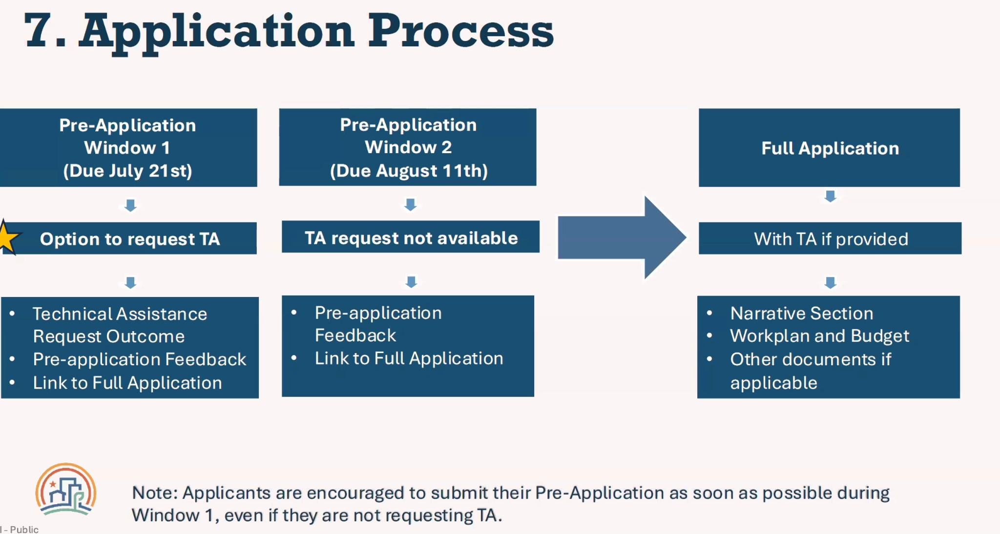 7. Application Process
Pre-Application
Window 1
(Due July 21st)
Option to request TA
• Technical Assistance
Request Outcome
• Pre-application Feedback
• Link to Full Application
Pre-Application
Window 2
(Due August 11th)
TA request not available
• Pre-application
Feedback
• Link to Full Application
Full Application
With TA if provided
• Narrative Section
• Workplan and Budget
• Other documents if
applicable
Note: Applicants are encouraged to submit their Pre-Application as soon as possible during
Window 1, even if they are not requesting TA.
l - Public